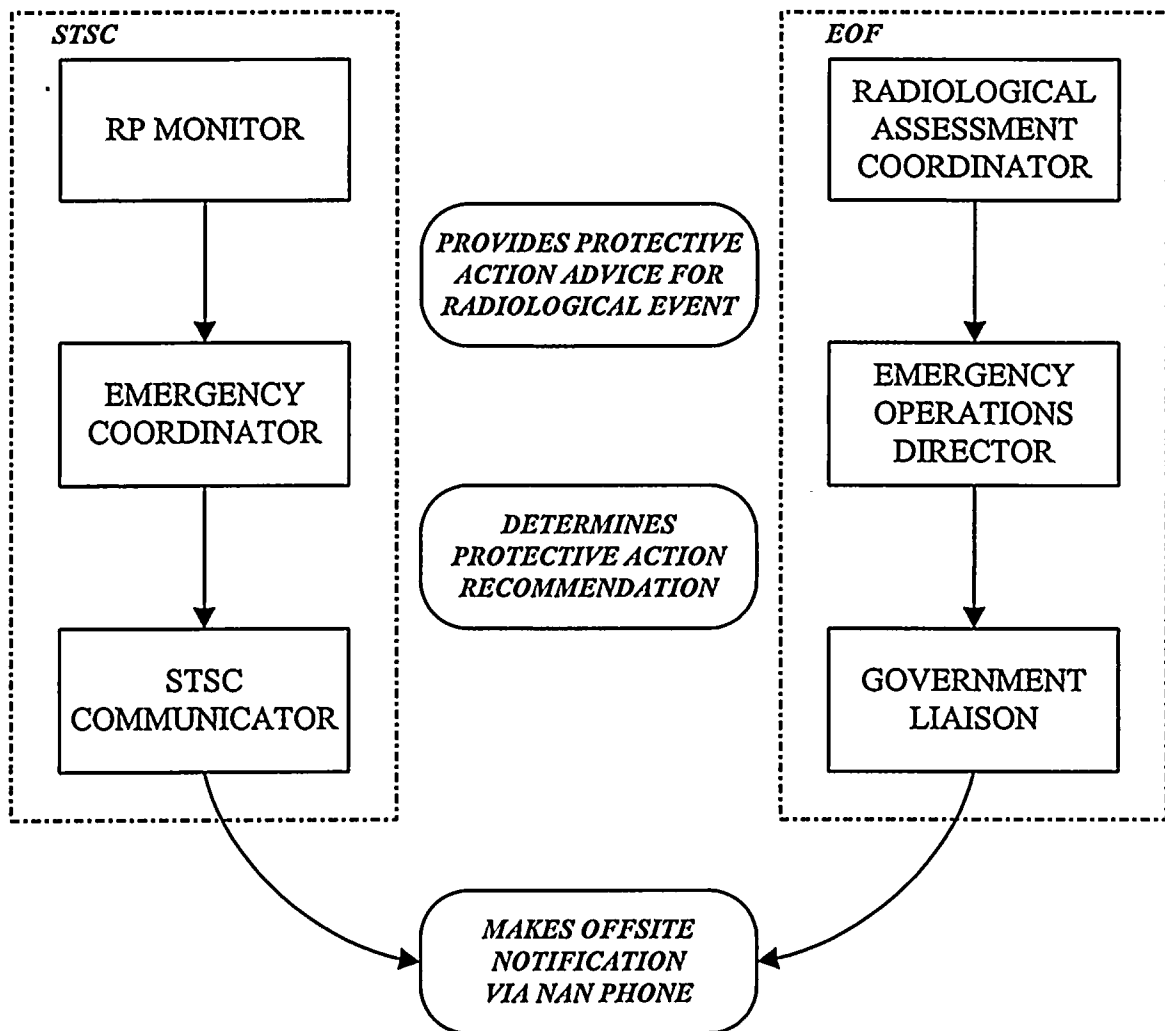 STSC
RP MONITOR
EMERGENCY
COORDINATOR
STSC
COMMUNICATOR
PROVIDES PROTECTIVE
ACTION ADVICE FOR
RADIOLOGICAL EVENT
DETERMINES
PROTECTIVE ACTION
RECOMMENDATION
MAKES OFFSITE
NOTIFICATION
VIA NAN PHONE
EOF
RADIOLOGICAL
ASSESSMENT
COORDINATOR
EMERGENCY
OPERATIONS
DIRECTOR
GOVERNMENT
LIAISON